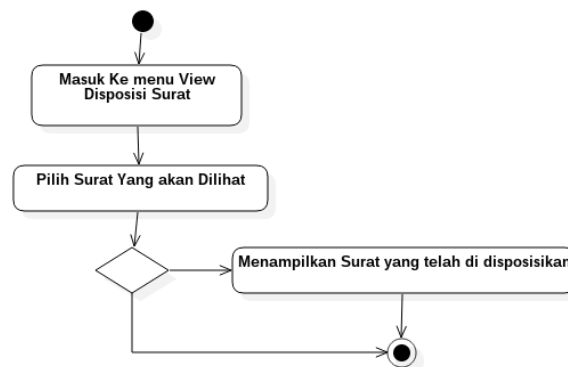 Masuk Ke menu View
Disposisi Surat
Pilih Surat Yang akan Dilihat
Menampilkan Surat yang telah di disposisikan